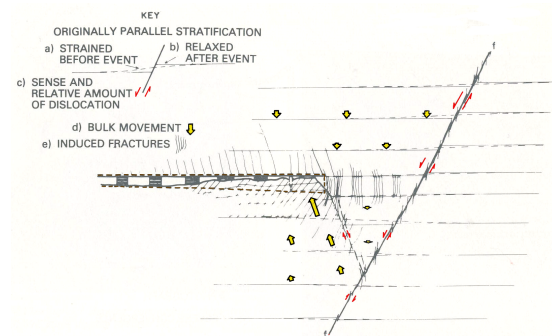 KEY
ORIGINALLY PARALLEL STRATIFICATION
a) STRAINED BEFORE EVENT
b) RELAXED AFTER EVENT
c) SENSE AND
RELATIVE AMOUNT
OF DISLOCATION
d) BULK MOVEMENT
e) INDUCED FRACTURES
f
f